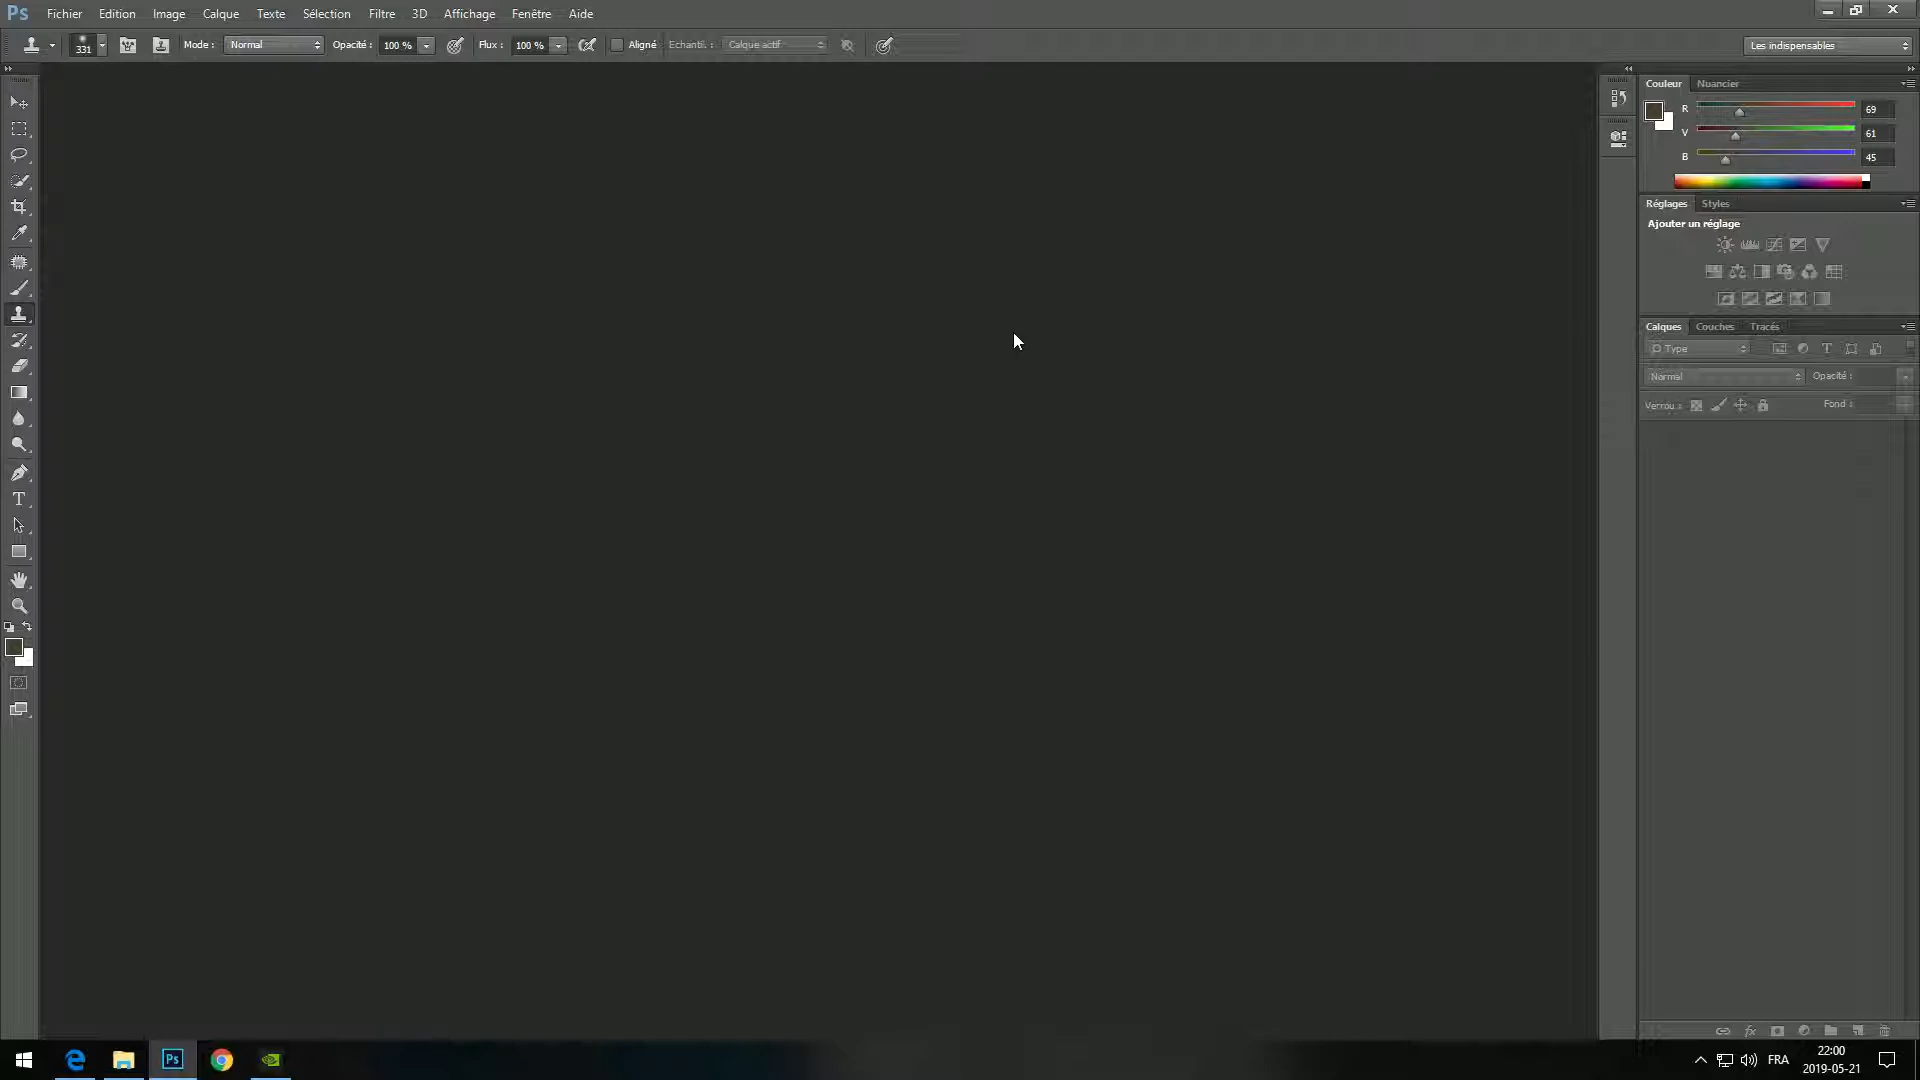 Ps Fichier Edition Image Calque Texte Sélection Filtre 3D Affichage Fenêtre Aide
331 Mode : Normal Opacité : 100 % Flux : 100 % Aligné Echantil. : Calque actif Les indispensables
Couleur Nuancier
R 69
V 61
B 45
Réglages Styles
Ajouter un réglage
Calques Couches Tracés
Type
Normal Opacité :
Verrou : Fond :
Ps FRA 22:00
2019-05-21